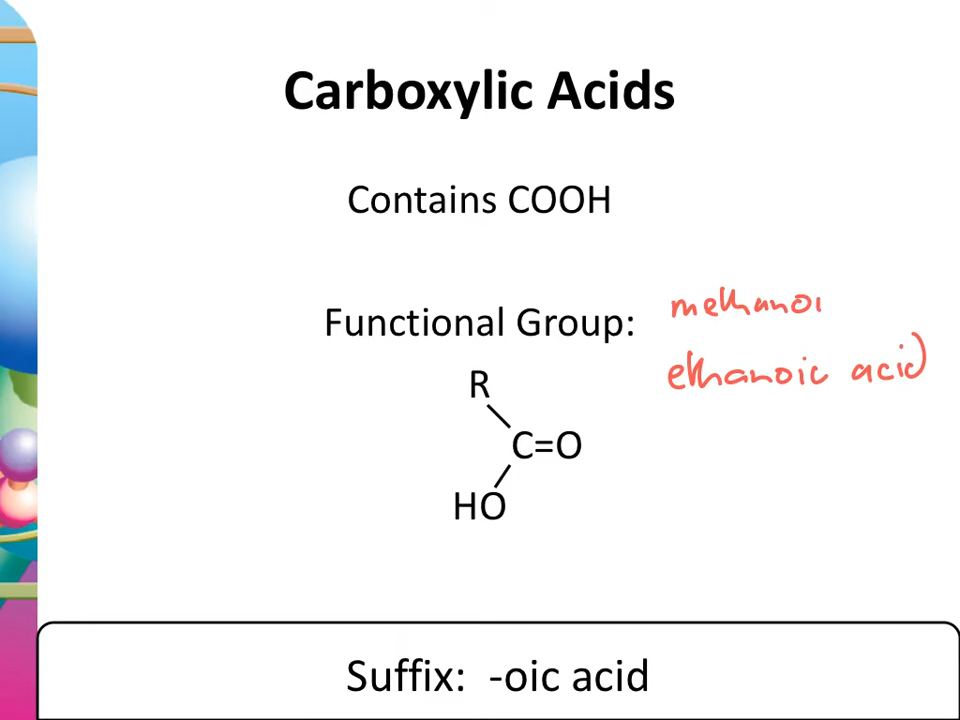 Carboxylic Acids
Contains COOH
Functional Group:
methanoi
ethanoic acid
R
C=O
HO
Suffix: -oic acid